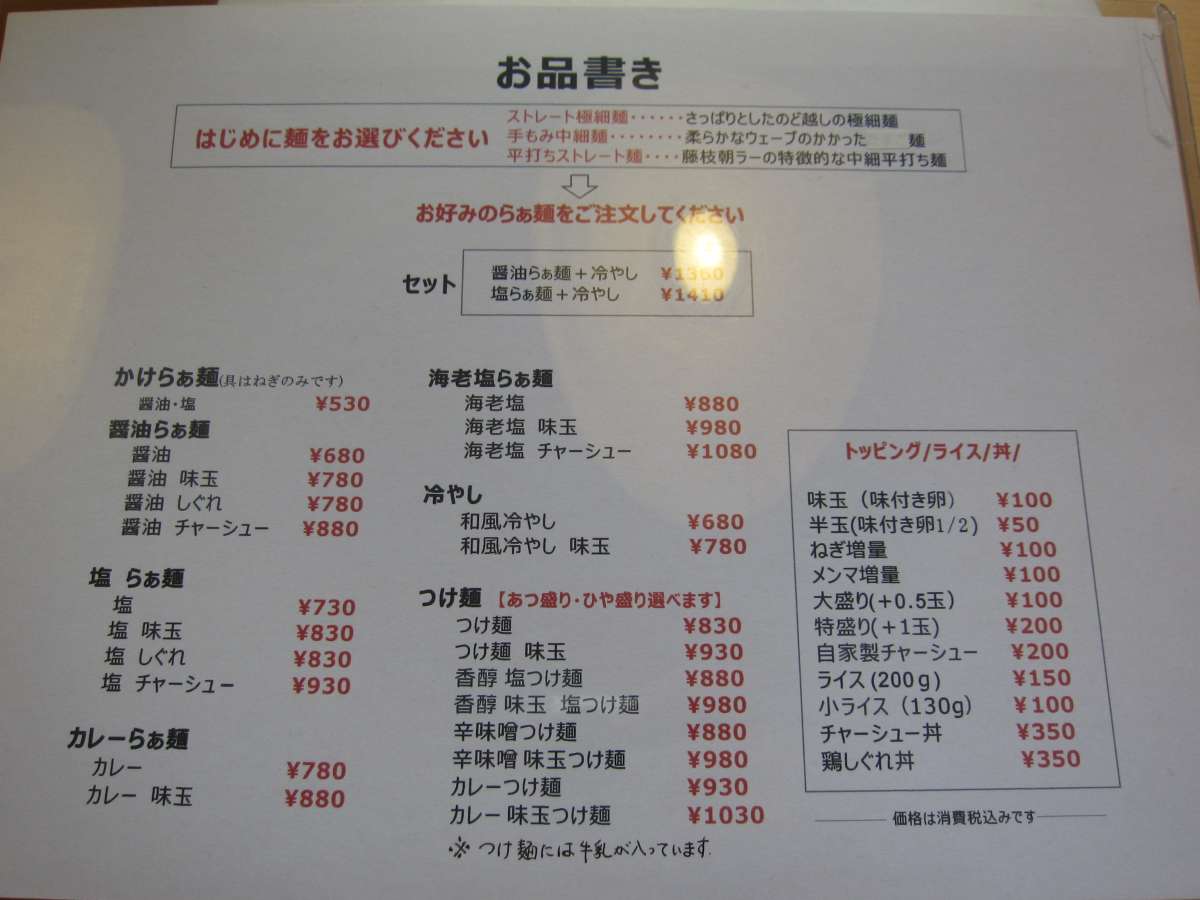 お品書き
はじめに麺をお選びください
ストレート極細麺・・・・・・さっぱりとしたのど越しの極細麺
手もみ中細麺・・・・・・・・柔らかなウェーブのかかった 麺
平打ちストレート麺・・・・藤枝朝ラーの特徴的な中細平打ち麺
お好みのらぁ麺をご注文してください
セット
醤油らぁ麺＋冷やし ¥1360
塩らぁ麺＋冷やし ¥1410
かけらぁ麺(具はねぎのみです)
醤油・塩 ¥530
醤油らぁ麺
醤油 ¥680
醤油 味玉 ¥780
醤油 しぐれ ¥780
醤油 チャーシュー ¥880
塩 らぁ麺
塩 ¥730
塩 味玉 ¥830
塩 しぐれ ¥830
塩 チャーシュー ¥930
カレーらぁ麺
カレー ¥780
カレー 味玉 ¥880
海老塩らぁ麺
海老塩 ¥880
海老塩 味玉 ¥980
海老塩 チャーシュー ¥1080
冷やし
和風冷やし ¥680
和風冷やし 味玉 ¥780
つけ麺 【あつ盛り・ひや盛り選べます】
つけ麺 ¥830
つけ麺 味玉 ¥930
香醇 塩つけ麺 ¥880
香醇 味玉 塩つけ麺 ¥980
辛味噌つけ麺 ¥880
辛味噌 味玉つけ麺 ¥980
カレーつけ麺 ¥930
カレー 味玉つけ麺 ¥1030
※ つけ麺には牛乳が入っています.
トッピング/ライス/丼/
味玉（味付き卵） ¥100
半玉(味付き卵1/2) ¥50
ねぎ増量 ¥100
メンマ増量 ¥100
大盛り(＋0.5玉） ¥100
特盛り(＋1玉) ¥200
自家製チャーシュー ¥200
ライス (200ｇ) ¥150
小ライス（130g） ¥100
チャーシュー丼 ¥350
鶏しぐれ丼 ¥350
価格は消費税込みです